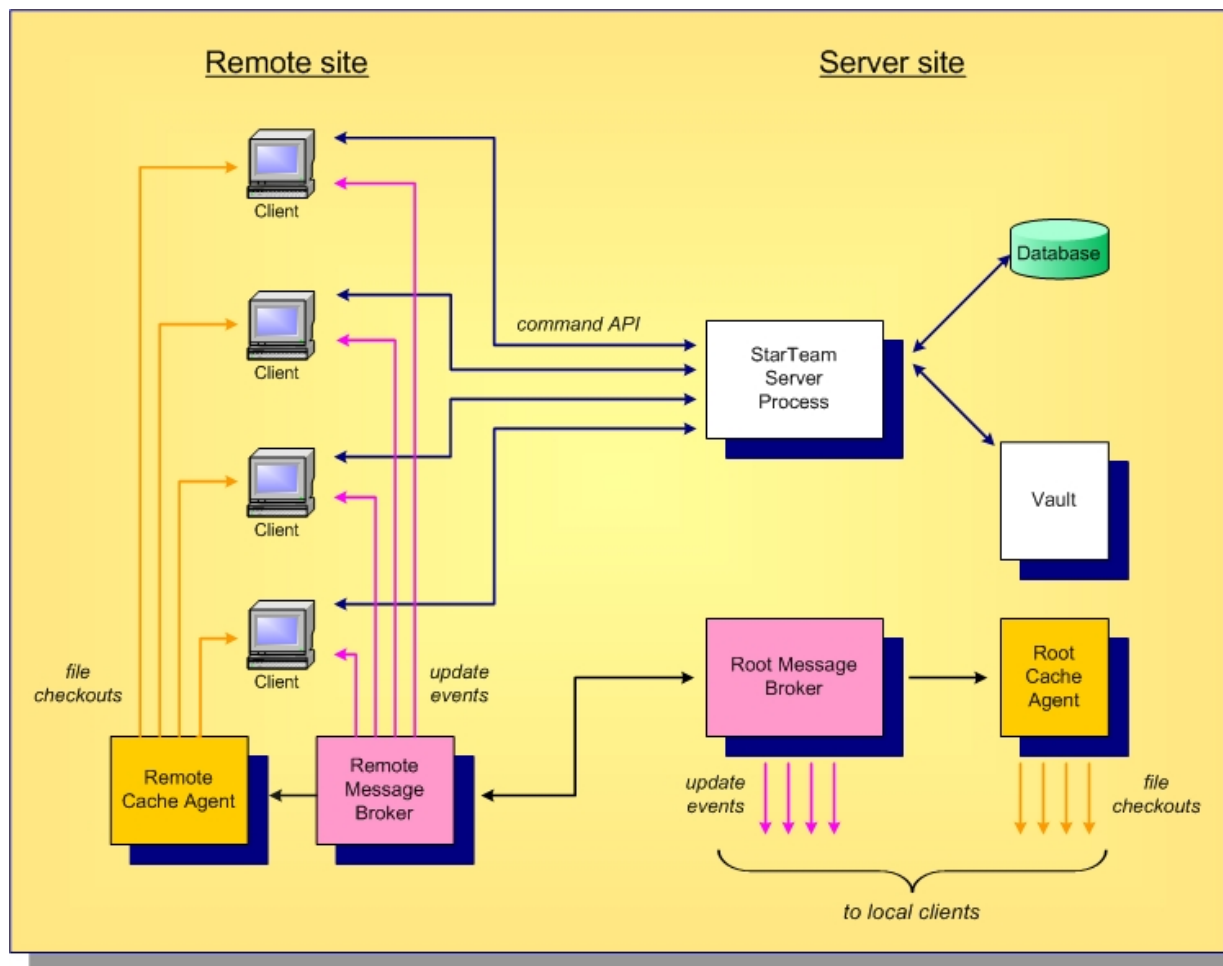 Remote site
Server site
Client
Client
Client
Client
command API
StarTeam
Server
Process
Database
Vault
file
checkouts
update
events
Remote
Cache Agent
Remote
Message
Broker
Root Message
Broker
Root
Cache
Agent
update
events
file
checkouts
to local clients